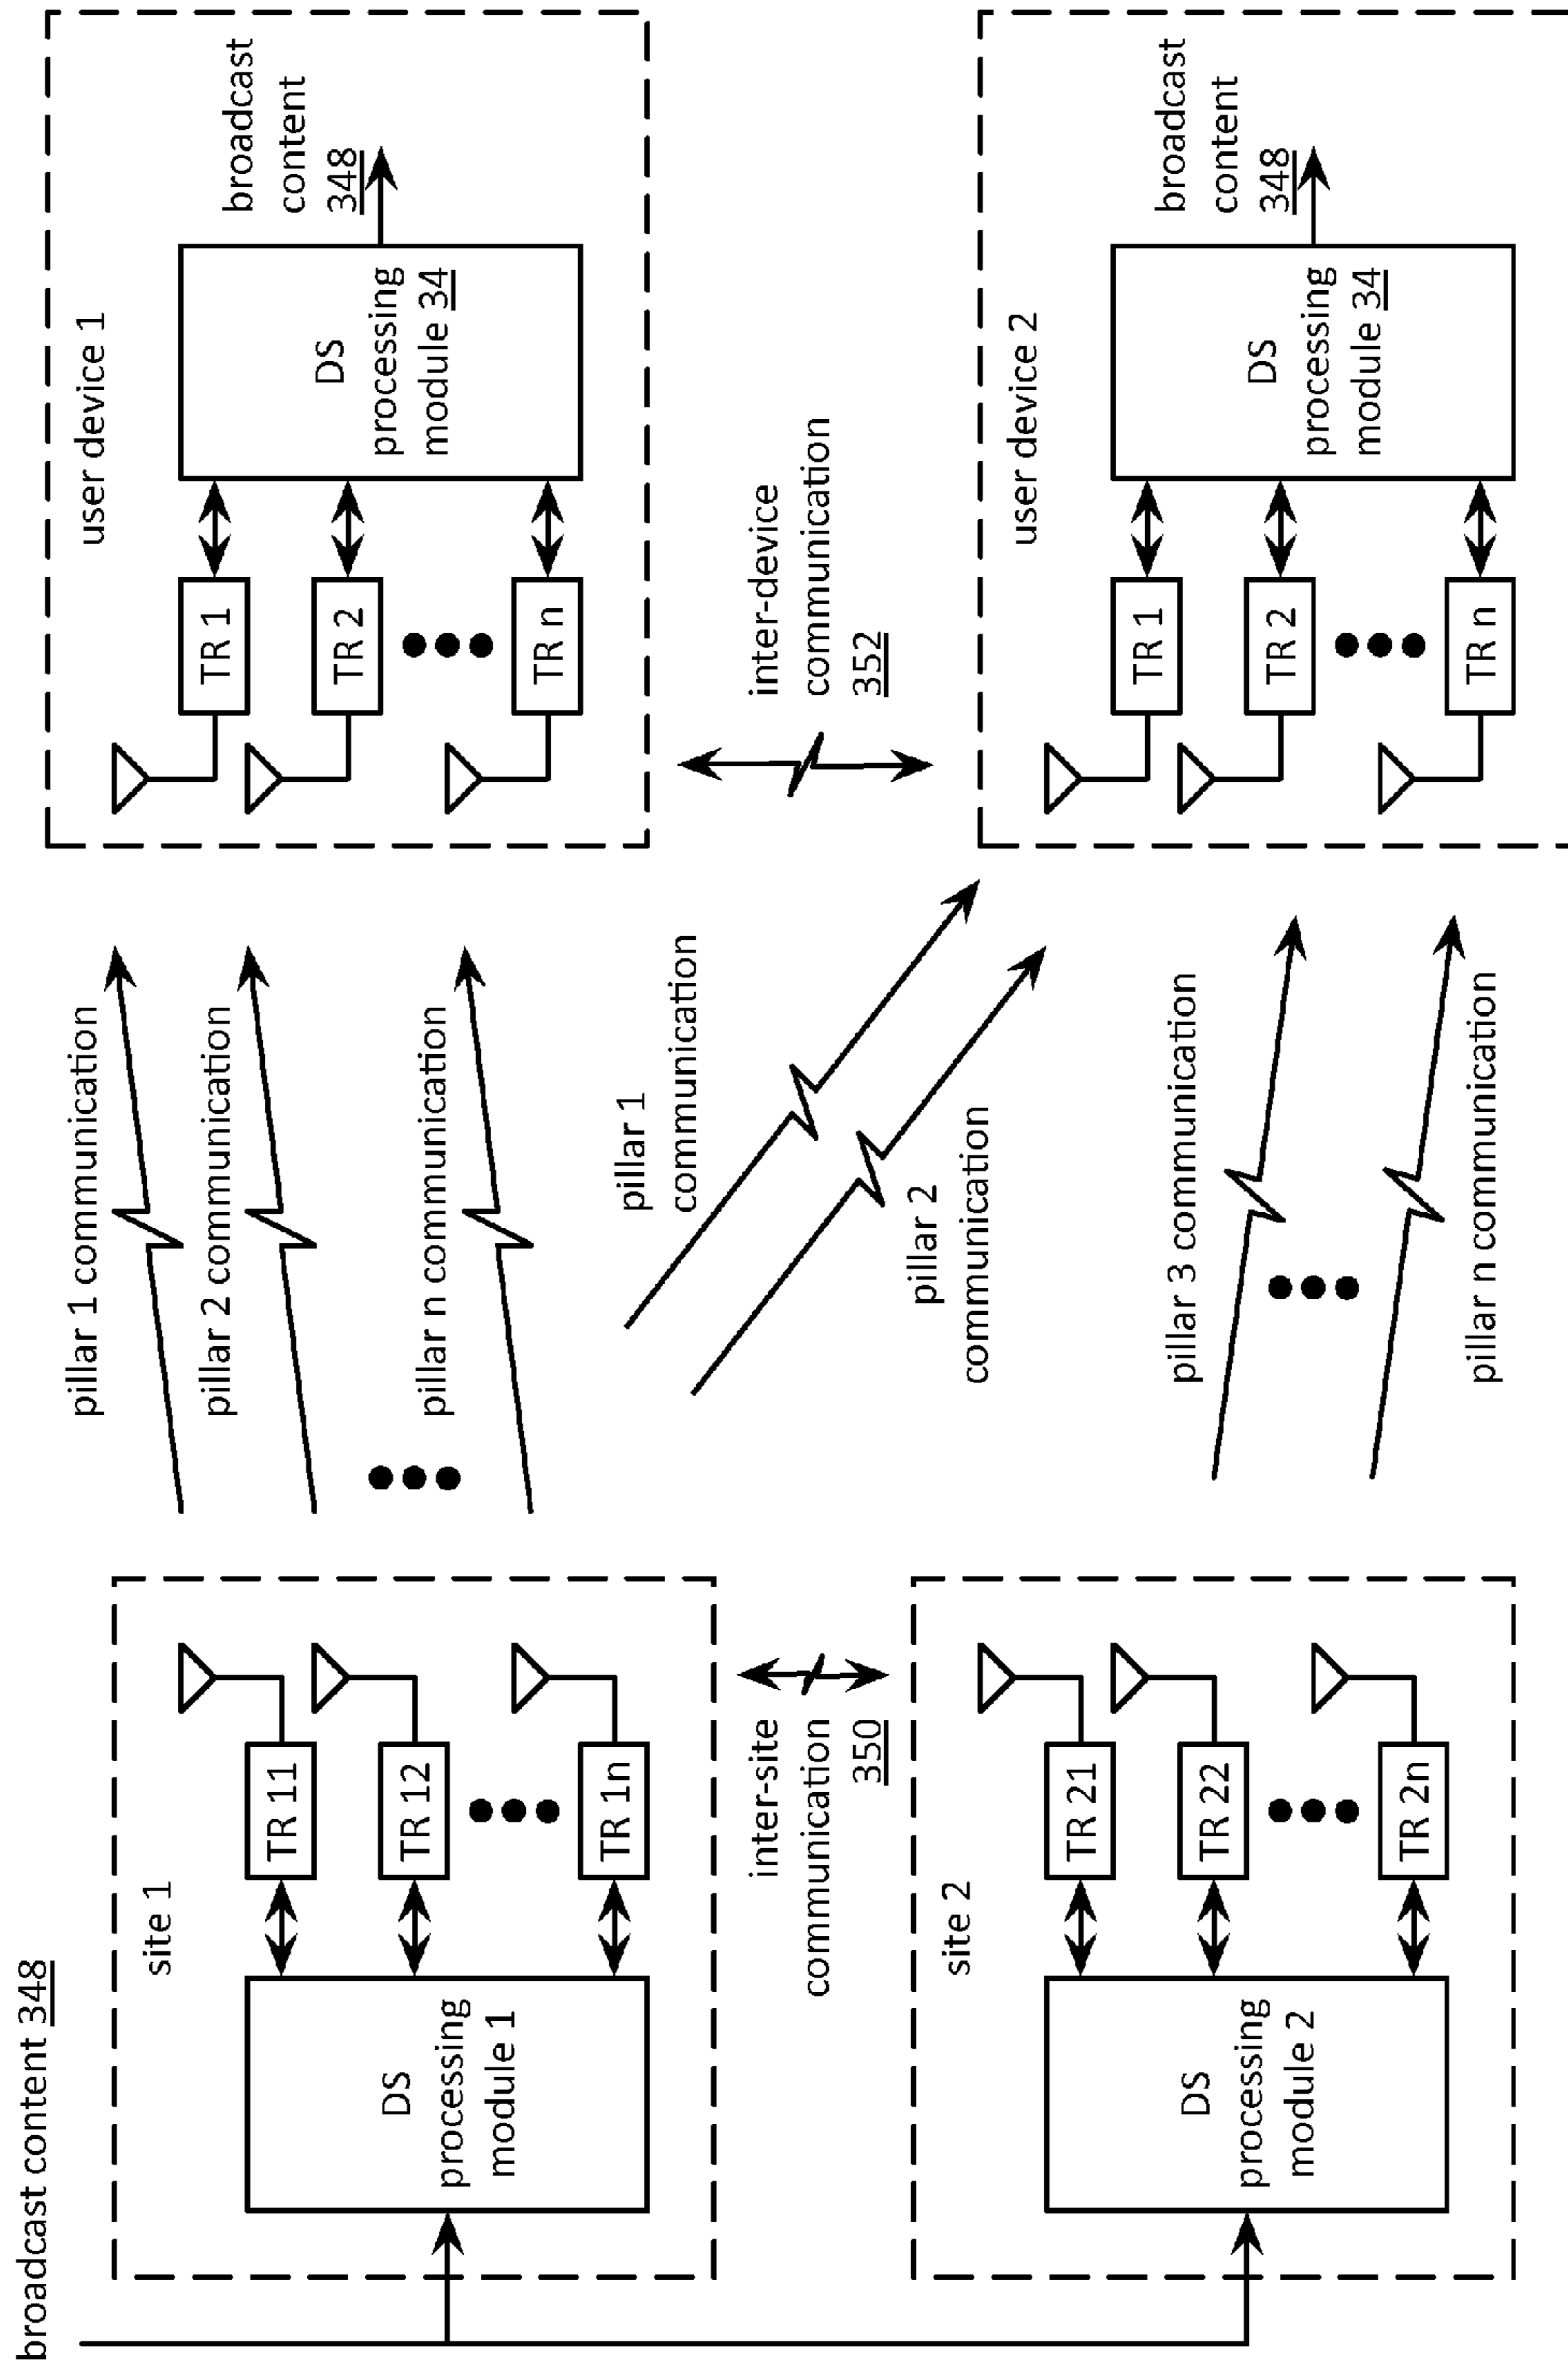 broadcast content 348
site 1
DS
processing
module 1
TR 11
TR 12
TR 1n
pillar 1 communication
pillar 2 communication
pillar n communication
user device 1
TR 1
TR 2
TR n
DS
processing
module 34
broadcast
content
348
inter-site
communication
350
pillar 1
communication
pillar 2
communication
inter-device
communication
352
site 2
DS
processing
module 2
TR 21
TR 22
TR 2n
pillar 3 communication
pillar n communication
user device 2
TR 1
TR 2
TR n
DS
processing
module 34
broadcast
content
348